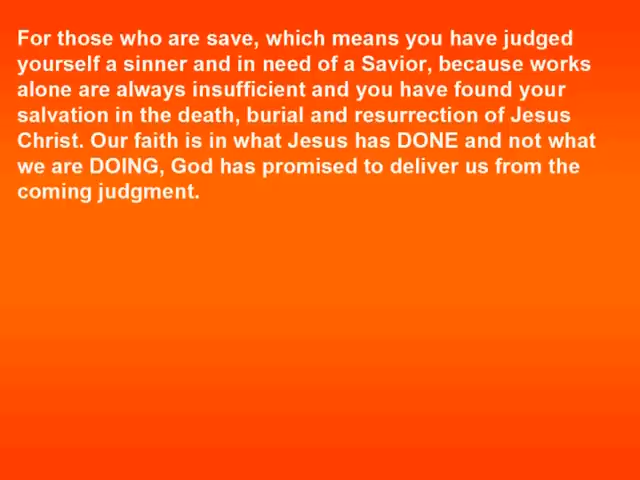 For those who are save, which means you have judged
yourself a sinner and in need of a Savior, because works
alone are always insufficient and you have found your
salvation in the death, burial and resurrection of Jesus
Christ. Our faith is in what Jesus has DONE and not what
we are DOING, God has promised to deliver us from the
coming judgment.